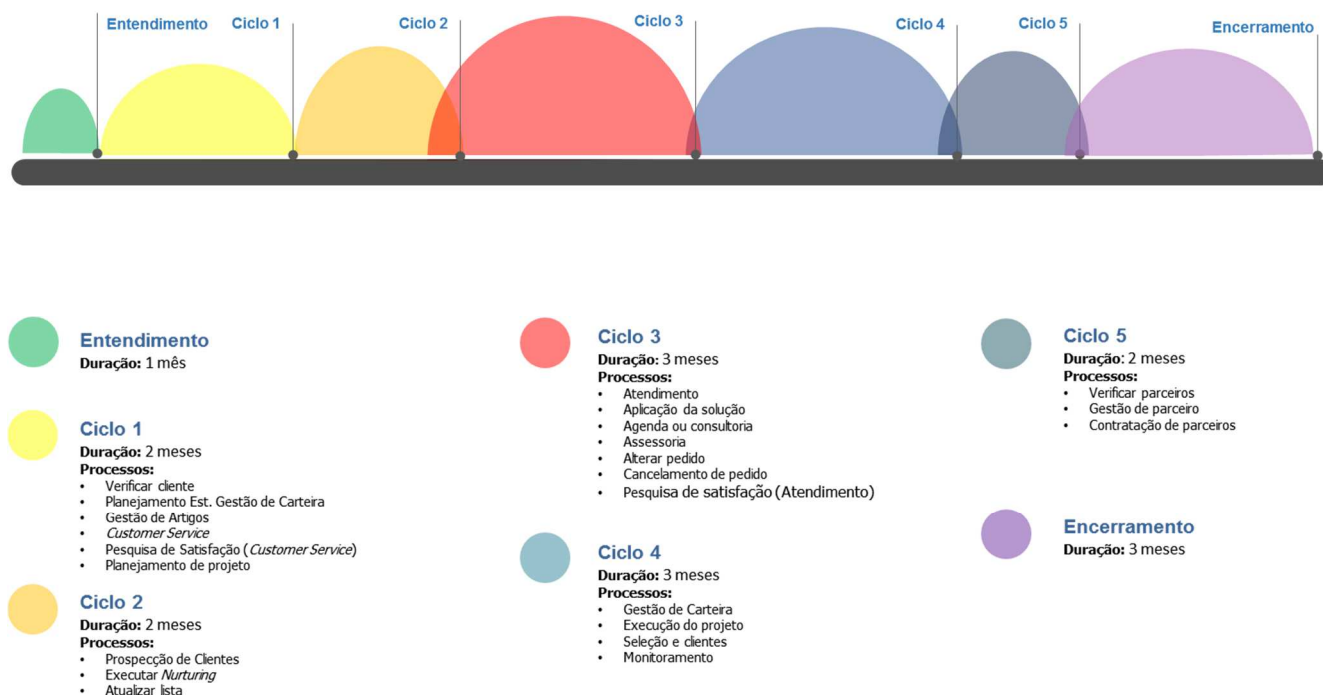 Entendimento
Ciclo 1
Ciclo 2
Ciclo 3
Ciclo 4
Ciclo 5
Encerramento
Entendimento
Duração: 1 mês
Ciclo 1
Duração: 2 meses
Processos:
• Verificar cliente
• Planejamento Est. Gestão de Carteira
• Gestão de Artigos
• Customer Service
• Pesquisa de Satisfação (Customer Service)
• Planejamento de projeto
Ciclo 2
Duração: 2 meses
Processos:
• Prospecção de Clientes
• Executar Nurturing
• Atualizar lista
Ciclo 3
Duração: 3 meses
Processos:
• Atendimento
• Aplicação da solução
• Agenda ou consultoria
• Assessoria
• Alterar pedido
• Cancelamento de pedido
• Pesquisa de satisfação (Atendimento)
Ciclo 4
Duração: 3 meses
Processos:
• Gestão de Carteira
• Execução do projeto
• Seleção e clientes
• Monitoramento
Ciclo 5
Duração: 2 meses
Processos:
• Verificar parceiros
• Gestão de parceiro
• Contratação de parceiros
Encerramento
Duração: 3 meses